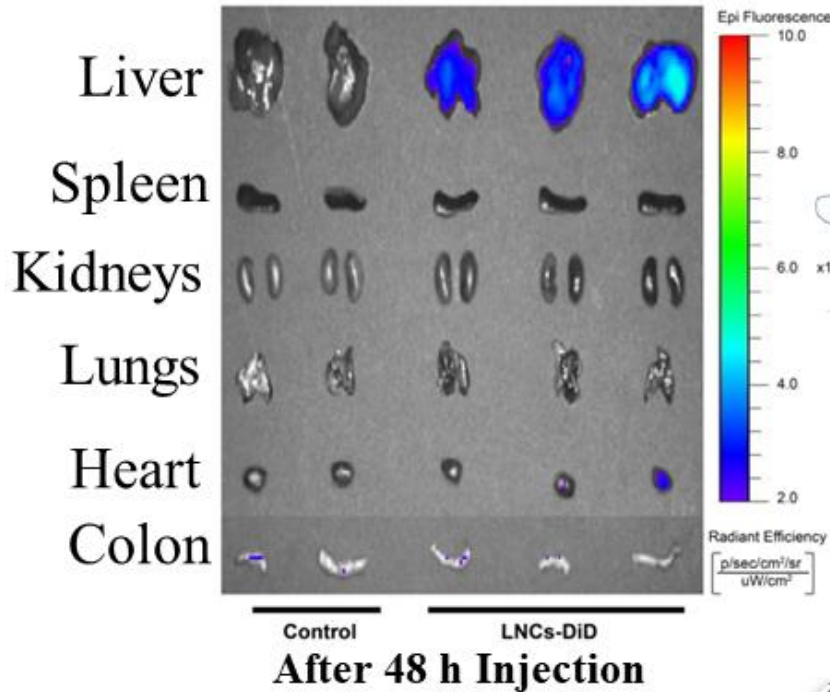 Epi Fluorescence
Liver
10.0
8.0
Spleen
Kidneys
6.0
x1
Lungs
4.0
Heart
2.0
Colon
Radiant Efficiency
p/sec/cm²/sr
uW/cm²
Control
LNCs-DiD
After 48 h Injection